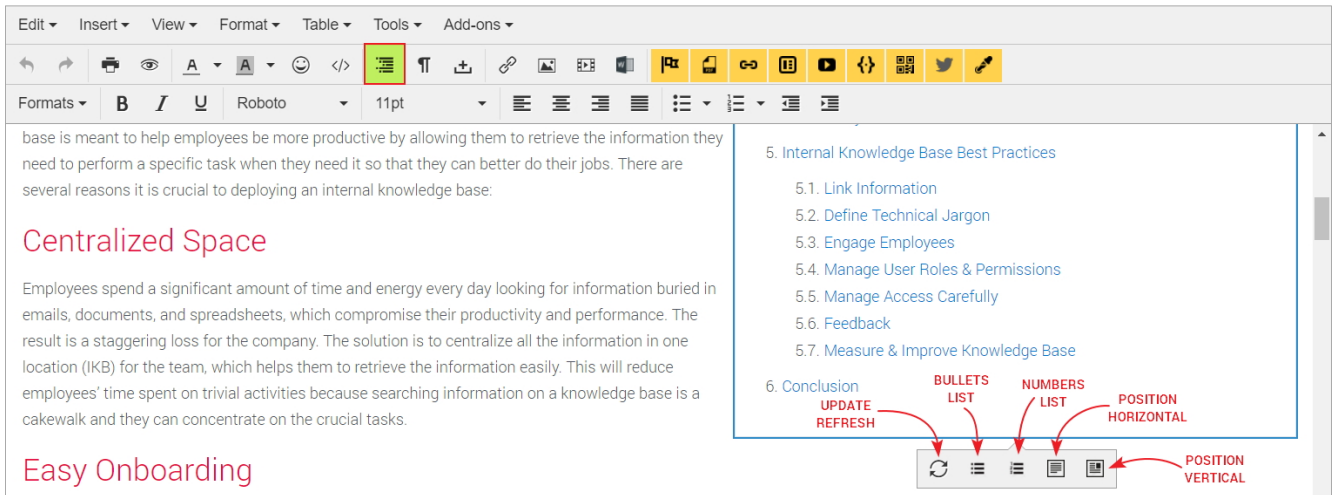 Edit Insert View Format Table Tools Add-ons
A A </>
Formats B I U Roboto 11pt
base is meant to help employees be more productive by allowing them to retrieve the information they
need to perform a specific task when they need it so that they can better do their jobs. There are
several reasons it is crucial to deploying an internal knowledge base:
Centralized Space
Employees spend a significant amount of time and energy every day looking for information buried in
emails, documents, and spreadsheets, which compromise their productivity and performance. The
result is a staggering loss for the company. The solution is to centralize all the information in one
location (IKB) for the team, which helps them to retrieve the information easily. This will reduce
employees' time spent on trivial activities because searching information on a knowledge base is a
cakewalk and they can concentrate on the crucial tasks.
Easy Onboarding
5. Internal Knowledge Base Best Practices
5.1. Link Information
5.2. Define Technical Jargon
5.3. Engage Employees
5.4. Manage User Roles & Permissions
5.5. Manage Access Carefully
5.6. Feedback
5.7. Measure & Improve Knowledge Base
6. Conclusion
UPDATE
REFRESH
BULLETS
LIST
NUMBERS
LIST
POSITION
HORIZONTAL
POSITION
VERTICAL